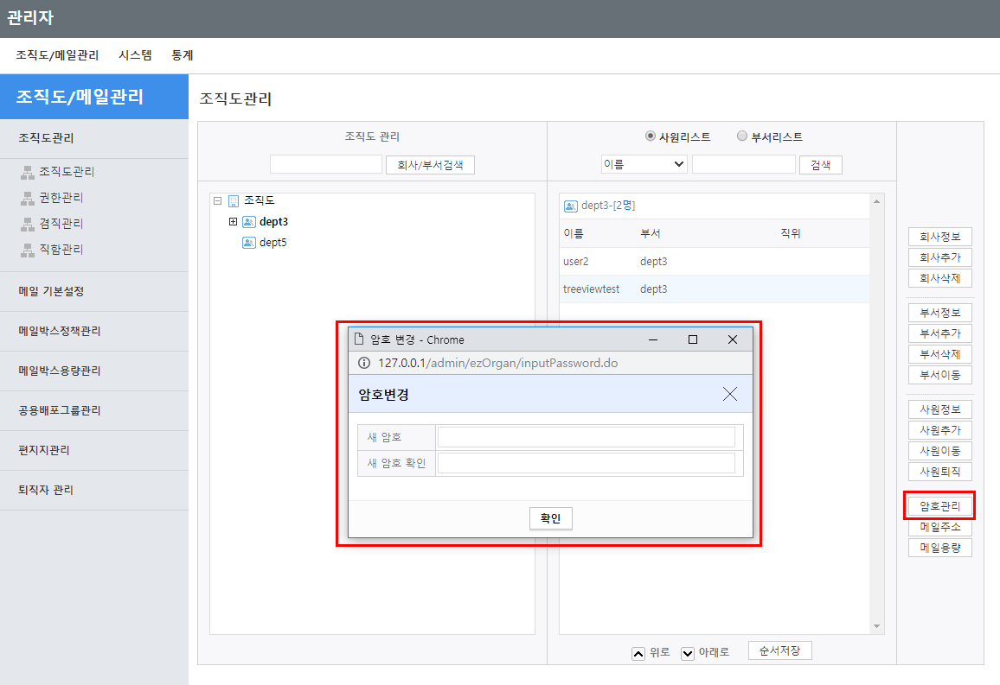 관리자
조직도/메일관리 시스템 통계
조직도/메일관리
조직도관리
조직도관리
권한관리
겸직관리
직함관리
메일 기본설정
메일박스정책관리
메일박스용량관리
공용배포그룹관리
편지지관리
퇴직자 관리
조직도관리
조직도 관리
회사/부서검색
조직도
dept3
dept5
사원리스트 부서리스트
이름 검색
dept3-[2명]
이름 부서 직위
user2 dept3
treeviewtest dept3
암호 변경 - Chrome
127.0.0.1/admin/ezOrgan/inputPassword.do
암호변경
새 암호
새 암호 확인
확인
위로 아래로 순서저장
회사정보
회사추가
회사삭제
부서정보
부서추가
부서삭제
부서이동
사원정보
사원추가
사원이동
사원퇴직
암호관리
메일주소
메일용량